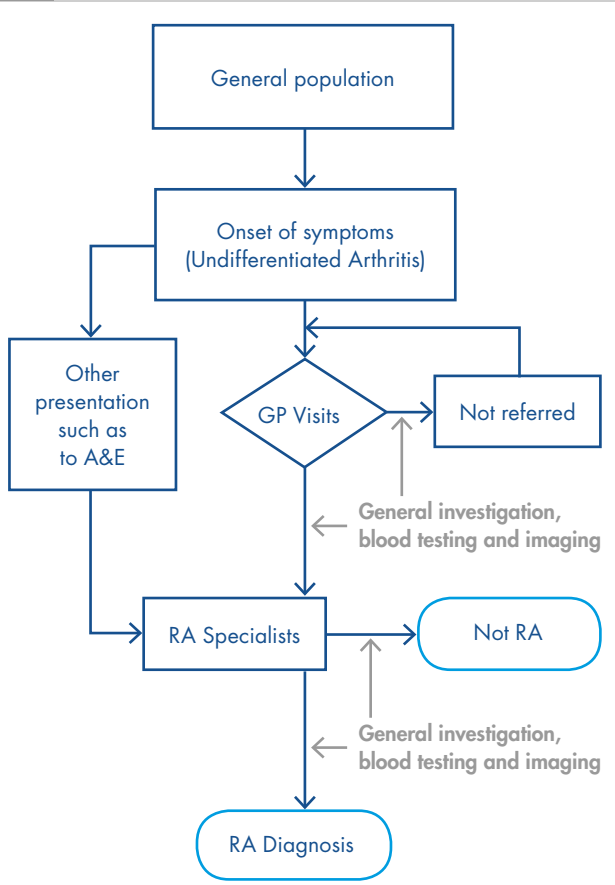 General population
Onset of symptoms
(Undifferentiated Arthritis)
Other
presentation
such as
to A&E
GP Visits
Not referred
General investigation,
blood testing and imaging
RA Specialists
Not RA
General investigation,
blood testing and imaging
RA Diagnosis